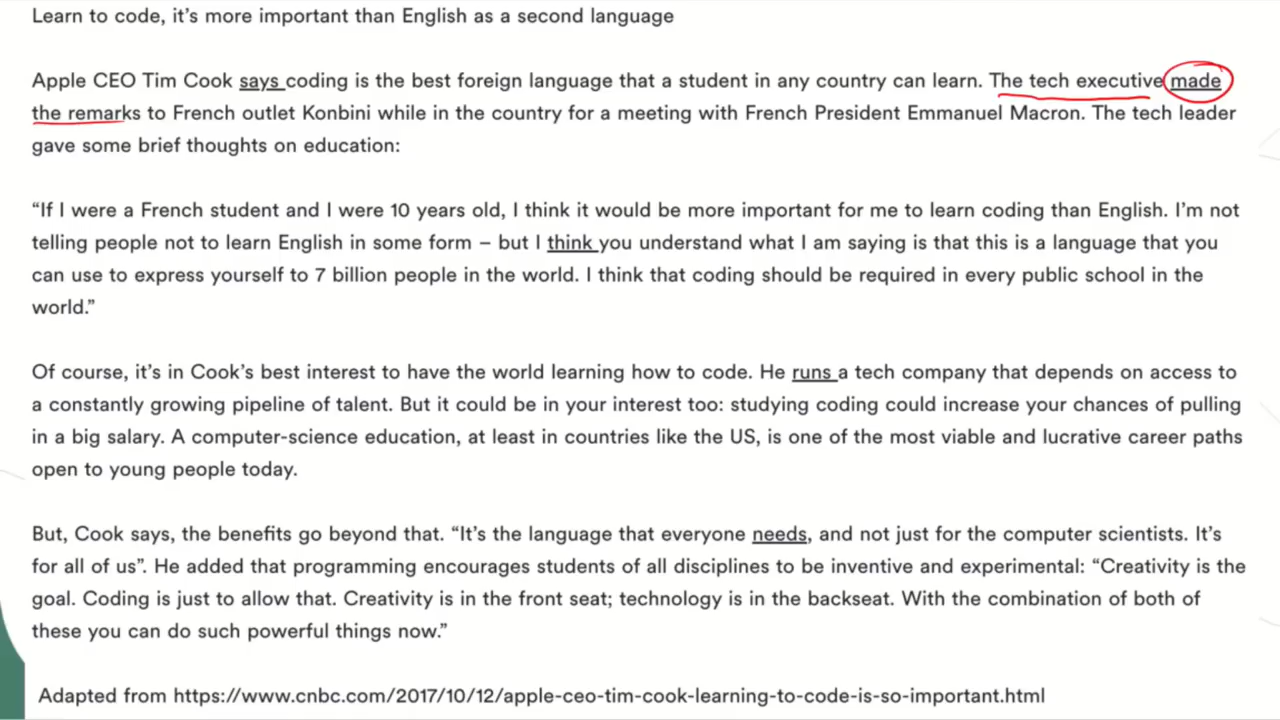 Learn to code, it’s more important than English as a second language
Apple CEO Tim Cook says coding is the best foreign language that a student in any country can learn. The tech executive made
the remarks to French outlet Konbini while in the country for a meeting with French President Emmanuel Macron. The tech leader
gave some brief thoughts on education:
“If I were a French student and I were 10 years old, I think it would be more important for me to learn coding than English. I’m not
telling people not to learn English in some form – but I think you understand what I am saying is that this is a language that you
can use to express yourself to 7 billion people in the world. I think that coding should be required in every public school in the
world.”
Of course, it’s in Cook’s best interest to have the world learning how to code. He runs a tech company that depends on access to
a constantly growing pipeline of talent. But it could be in your interest too: studying coding could increase your chances of pulling
in a big salary. A computer-science education, at least in countries like the US, is one of the most viable and lucrative career paths
open to young people today.
But, Cook says, the benefits go beyond that. “It’s the language that everyone needs, and not just for the computer scientists. It’s
for all of us”. He added that programming encourages students of all disciplines to be inventive and experimental: “Creativity is the
goal. Coding is just to allow that. Creativity is in the front seat; technology is in the backseat. With the combination of both of
these you can do such powerful things now.”
Adapted from https://www.cnbc.com/2017/10/12/apple-ceo-tim-cook-learning-to-code-is-so-important.html